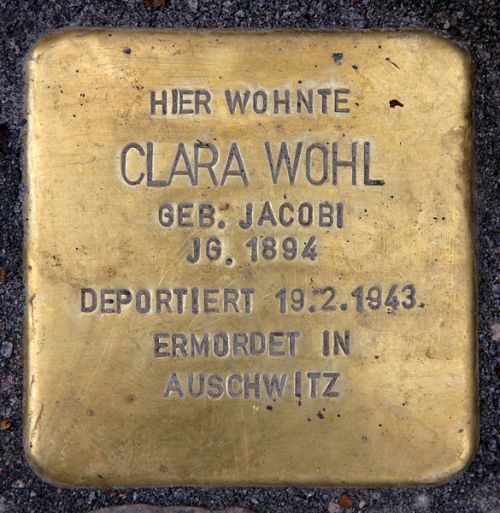 HIER WOHNTE
CLARA WOHL
GEB. JACOBI
JG. 1894
DEPORTIERT 19.2.1943.
ERMORDET IN
AUSCHWITZ